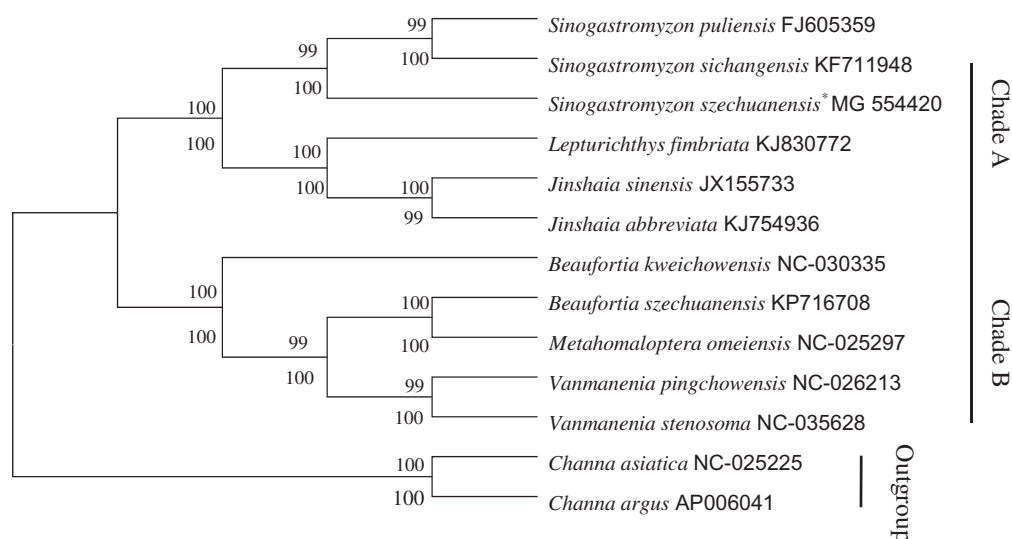 99
Sinogastromyzon puliensis FJ605359
99
100
Sinogastromyzon sichangensis KF711948
100
100
Sinogastromyzon szechuanensis* MG 554420
100
100
Lepturichthys fimbriata KJ830772
100
100
Jinshaia sinensis JX155733
99
Jinshaia abbreviata KJ754936
Chade A
100
Beaufortia kweichowensis NC-030335
100
100
Beaufortia szechuanensis KP716708
99
100
Metahomaloptera omeiensis NC-025297
100
99
Vanmanenia pingchowensis NC-026213
100
Vanmanenia stenosoma NC-035628
Chade B
100
Channa asiatica NC-025225
100
Channa argus AP006041
Outgroup